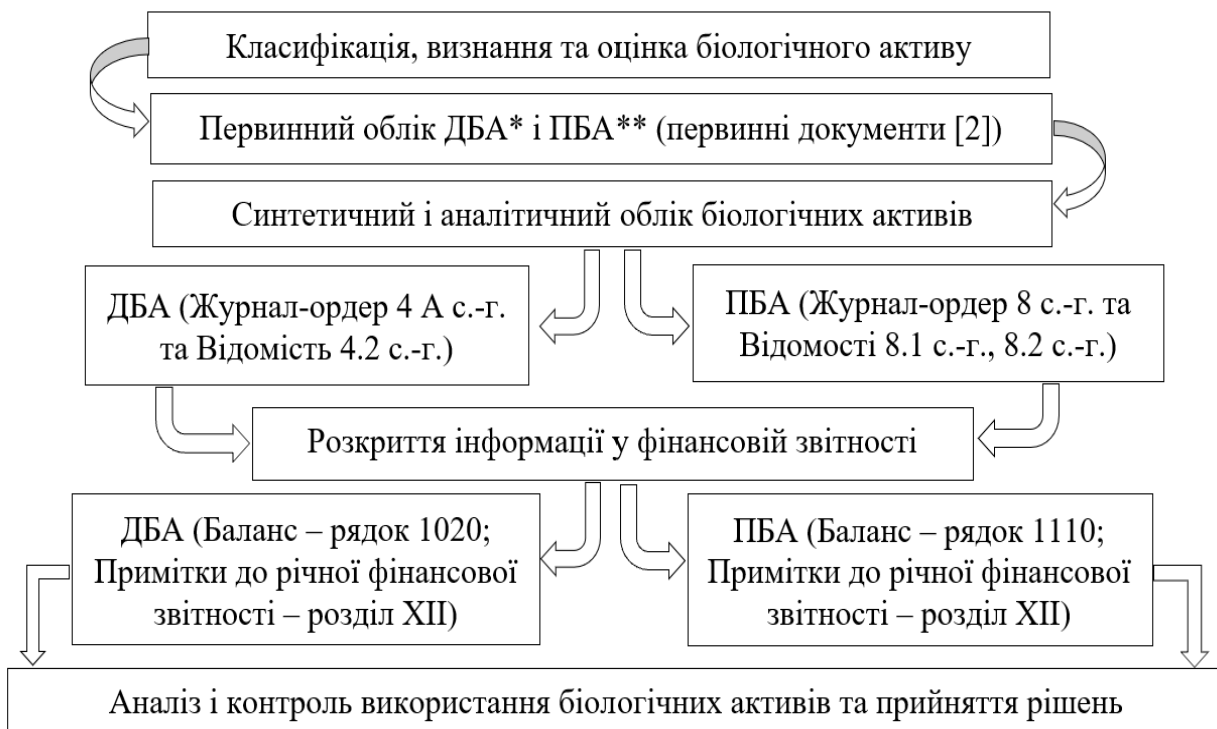 Класифікація, визнання та оцінка біологічного активу
Первинний облік ДБА* і ПБА** (первинні документи [2])
Синтетичний і аналітичний облік біологічних активів
ДБА (Журнал-ордер 4 А с.-г.
та Відомість 4.2 с.-г.)
ПБА (Журнал-ордер 8 с.-г. та
Відомості 8.1 с.-г., 8.2 с.-г.)
Розкриття інформації у фінансовій звітності
ДБА (Баланс – рядок 1020;
Примітки до річної фінансової
звітності – розділ XII)
ПБА (Баланс – рядок 1110;
Примітки до річної фінансової
звітності – розділ XII)
Аналіз і контроль використання біологічних активів та прийняття рішень